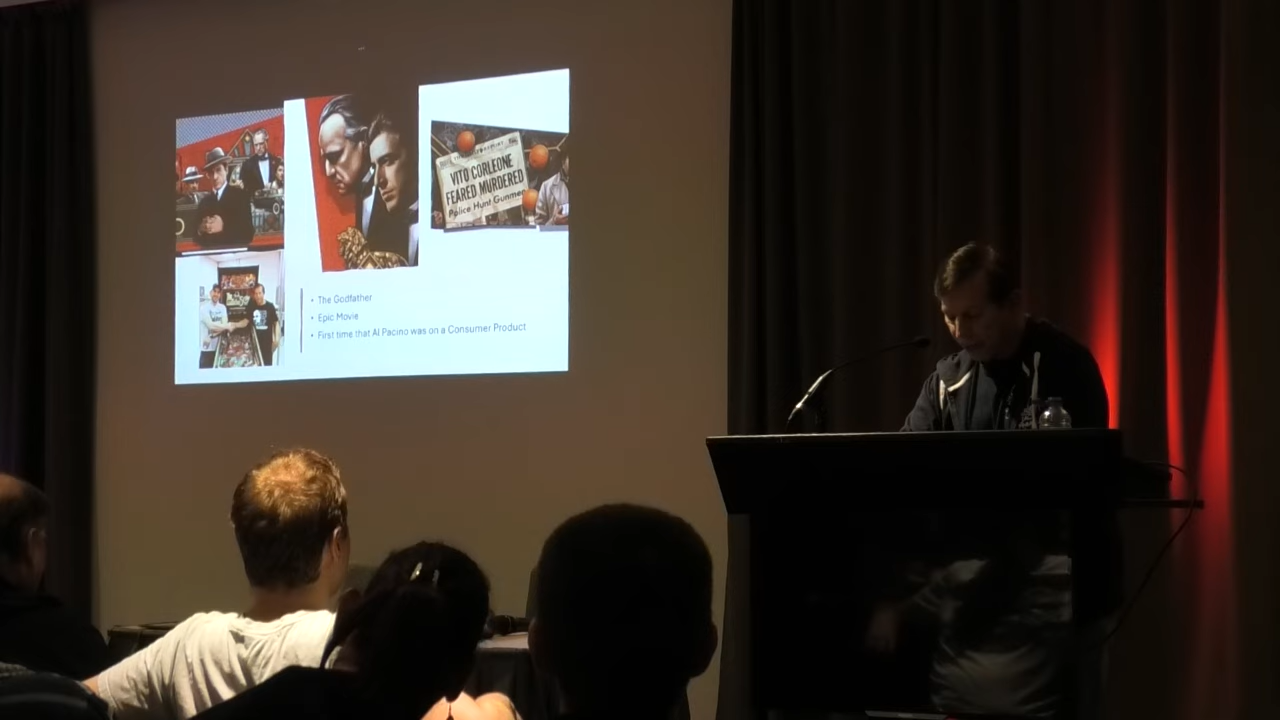 VITO CORLEONE
FEARED MURDERED
Police Hunt Gunmen
• The Godfather
• Epic Movie
• First time that Al Pacino was on a Consumer Product